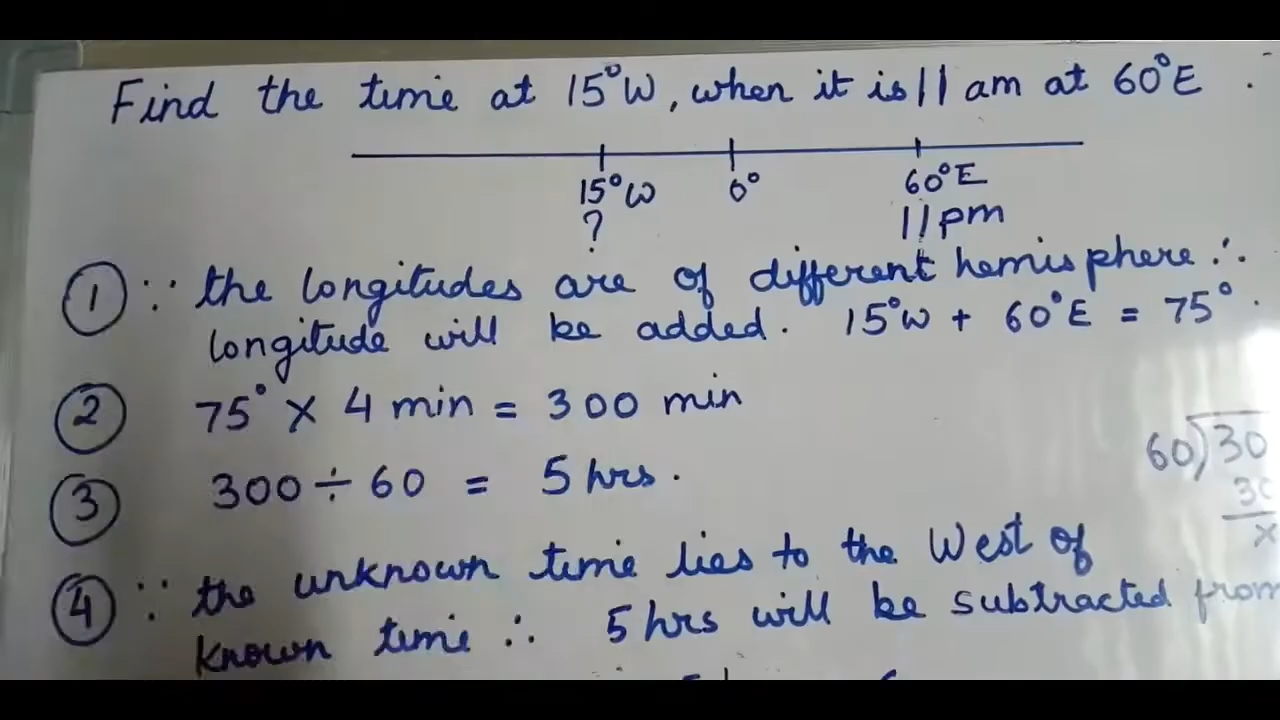 Find the time at 15°W, when it is 11 am at 60°E.
15°W 0° 60°E
? 11pm
① ∵ the longitudes are of different hemisphere ∴
longitude will be added. 15°W + 60°E = 75°.
② 75° × 4 min = 300 min
③ 300 ÷ 60 = 5 hrs.
60)30
30
x
④ ∵ the unknown time lies to the West of
known time ∴ 5 hrs will be subtracted from